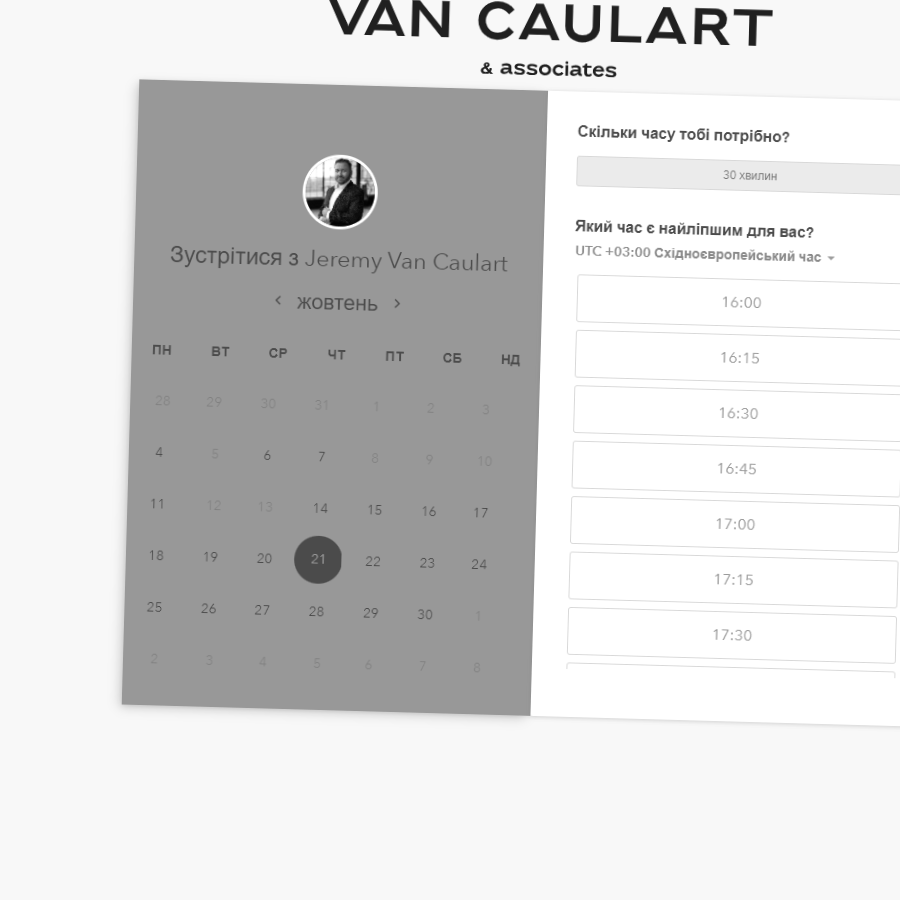 VAN CAULART
& associates
Зустрітися з Jeremy Van Caulart
жовтень
ПН ВТ СР ЧТ ПТ СБ НД
28 29 30 31 1 2 3
4 5 6 7 8 9 10
11 12 13 14 15 16 17
18 19 20 21 22 23 24
25 26 27 28 29 30 1
2 3 4 5 6 7 8
Скільки часу тобі потрібно?
30 хвилин
Який час є найліпшим для вас?
UTC +03:00 Східноєвропейський час
16:00
16:15
16:30
16:45
17:00
17:15
17:30